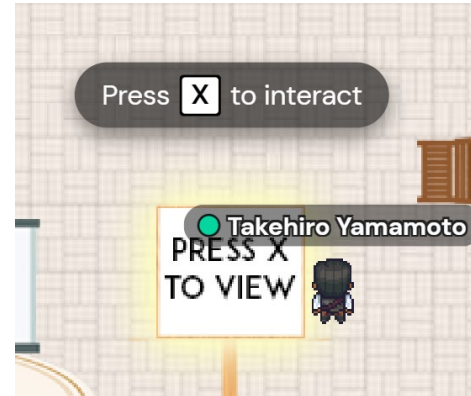 Press X to interact
Takehiro Yamamoto
PRESS X
TO VIEW